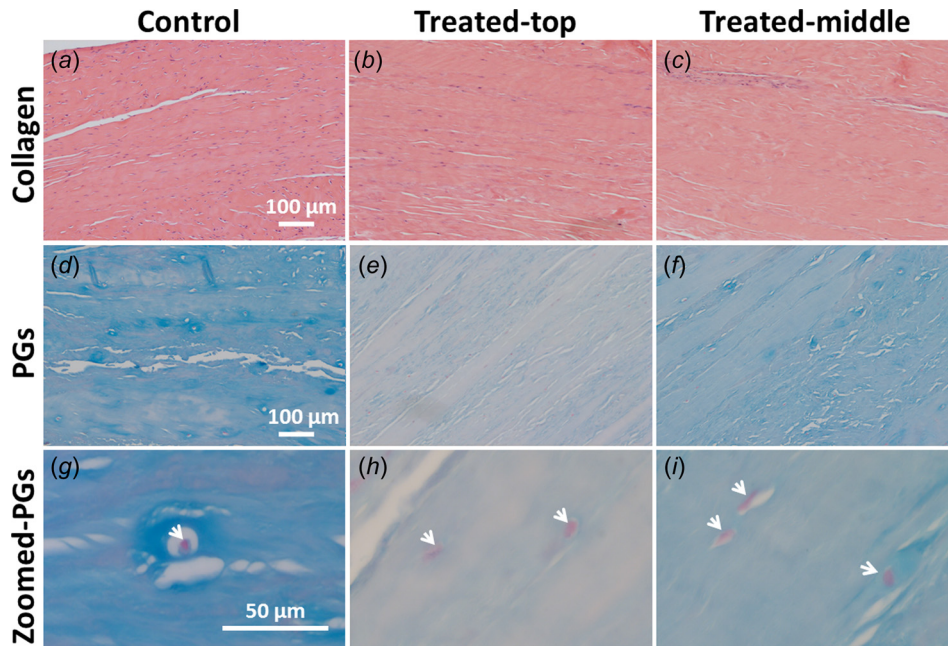 Control
Treated-top
Treated-middle
Collagen
(a)
(b)
(c)
100 µm
PGs
(d)
(e)
(f)
100 µm
Zoomed-PGs
(g)
(h)
(i)
50 µm